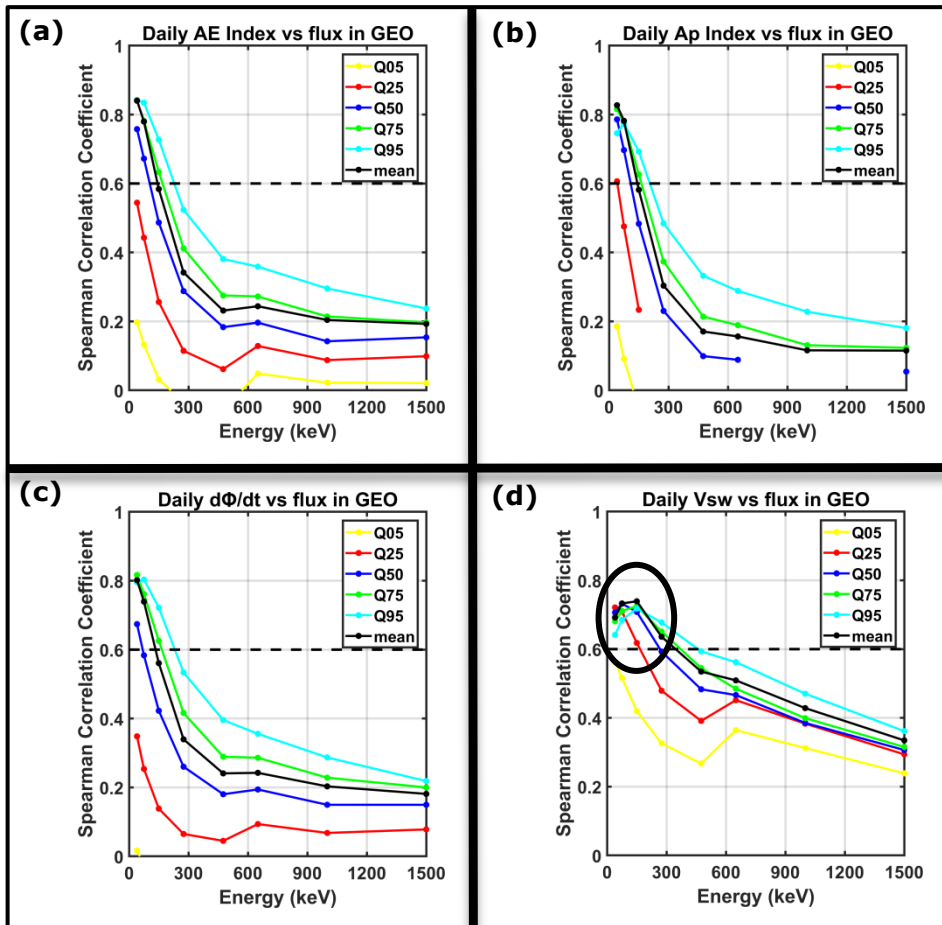 (a)
Daily AE Index vs flux in GEO
Spearman Correlation Coefficient
1
0.8
0.6
0.4
0.2
0
0 300 600 900 1200 1500
Energy (keV)
Q05
Q25
Q50
Q75
Q95
mean
(b)
Daily Ap Index vs flux in GEO
Spearman Correlation Coefficient
1
0.8
0.6
0.4
0.2
0
0 300 600 900 1200 1500
Energy (keV)
Q05
Q25
Q50
Q75
Q95
mean
(c)
Daily dΦ/dt vs flux in GEO
Spearman Correlation Coefficient
1
0.8
0.6
0.4
0.2
0
0 300 600 900 1200 1500
Energy (keV)
Q05
Q25
Q50
Q75
Q95
mean
(d)
Daily Vsw vs flux in GEO
Spearman Correlation Coefficient
1
0.8
0.6
0.4
0.2
0
0 300 600 900 1200 1500
Energy (keV)
Q05
Q25
Q50
Q75
Q95
mean